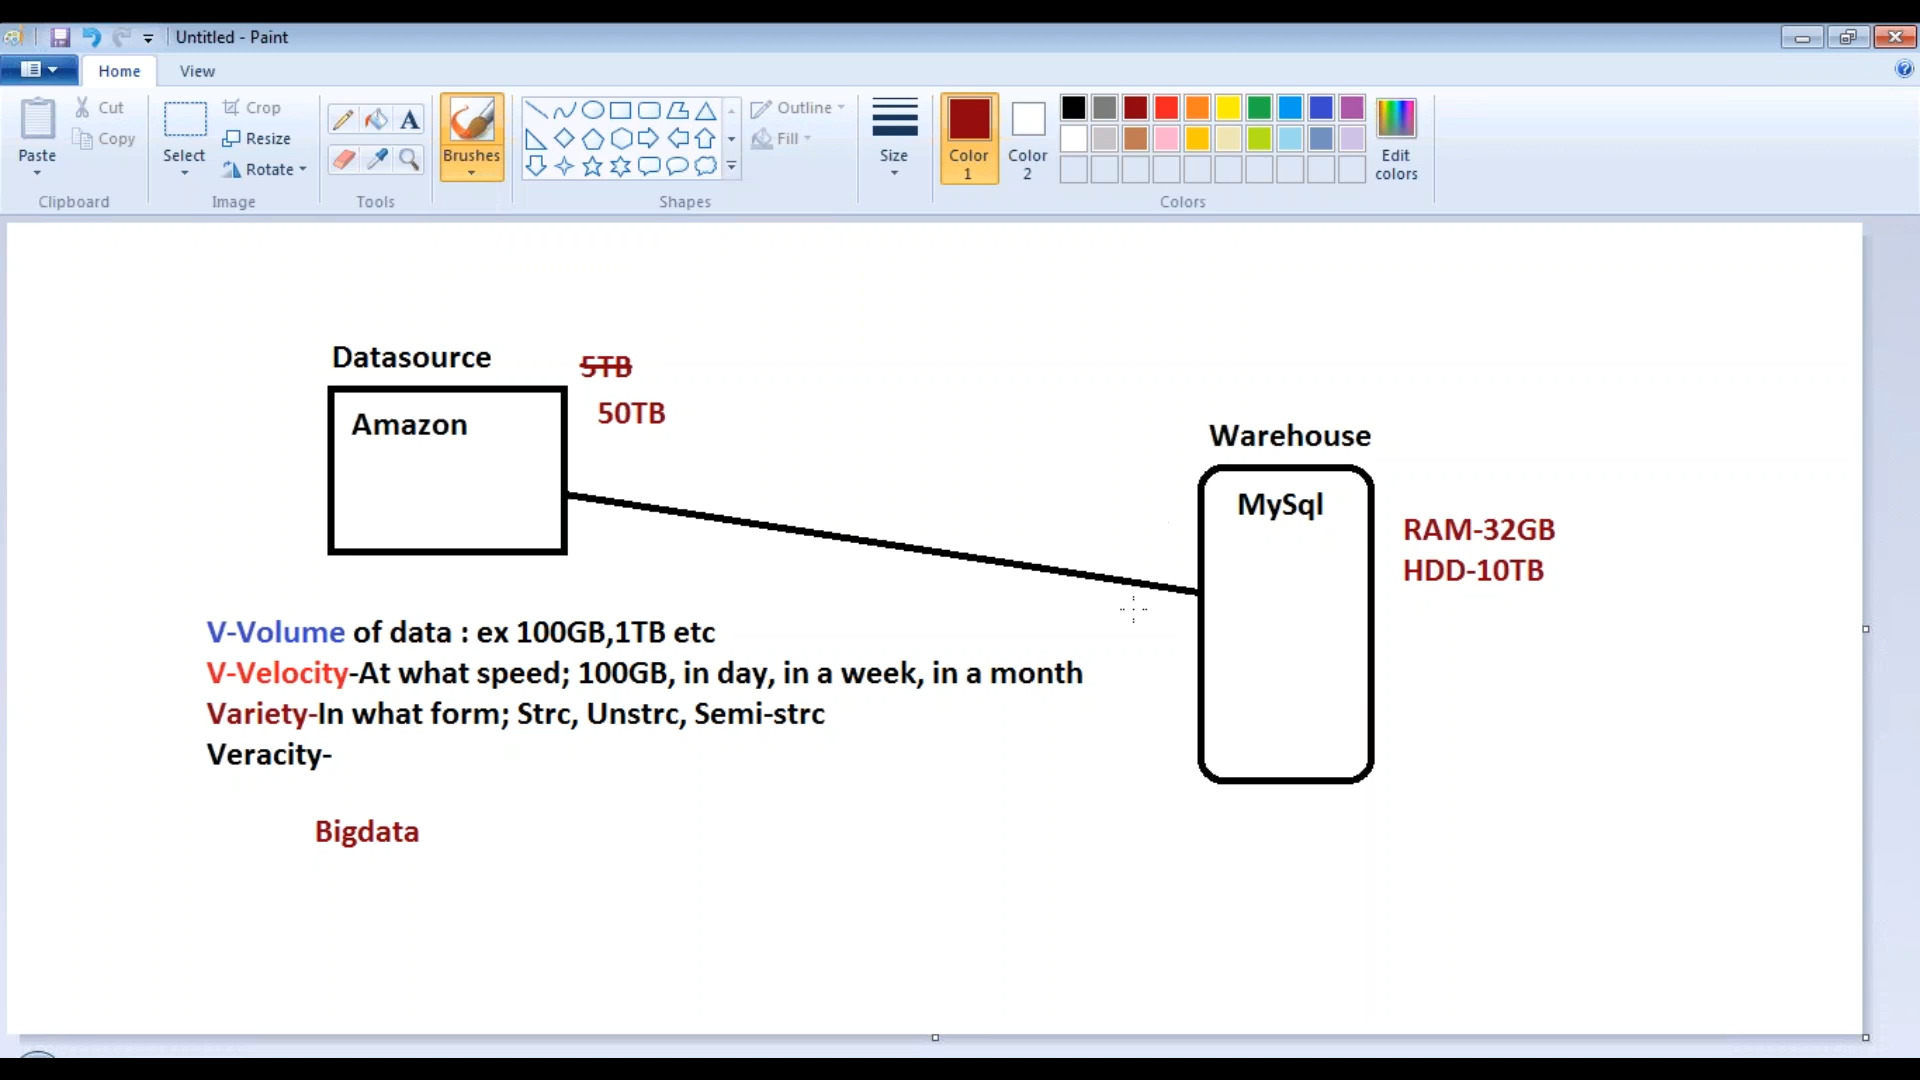 Untitled - Paint
Home View
Cut
Copy
Paste
Clipboard
Crop
Resize
Rotate
Select
Image
A
Tools
Brushes
Outline
Fill
Shapes
Size
Color 1
Color 2
Edit colors
Colors
Datasource
5TB
50TB
Amazon
Warehouse
MySql
RAM-32GB
HDD-10TB
V-Volume of data : ex 100GB,1TB etc
V-Velocity-At what speed; 100GB, in day, in a week, in a month
Variety-In what form; Strc, Unstrc, Semi-strc
Veracity-
Bigdata